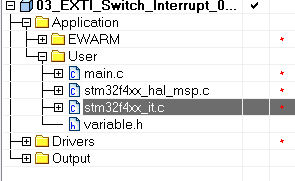 03_EXTI_Switch_Interrupt_0...
Application
EWARM
User
main.c
stm32f4xx_hal_msp.c
stm32f4xx_it.c
variable.h
Drivers
Output